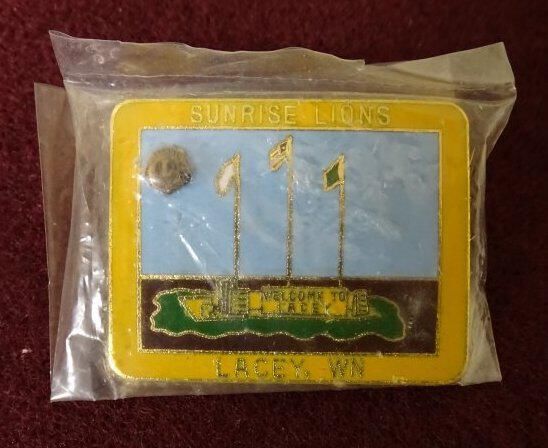 SUNRISE LIONS
WELCOME TO
LACEY
LACEY, WN